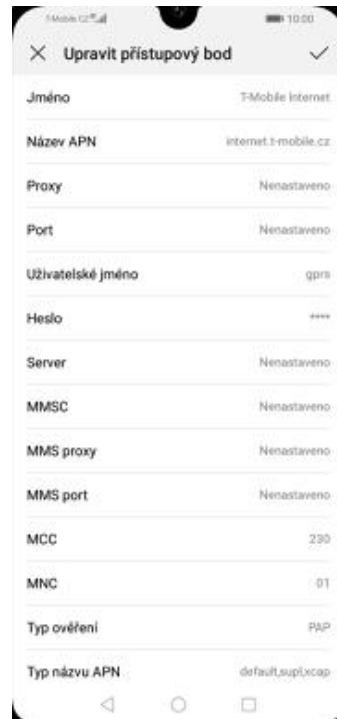 T-Mobile CZ 10:00
Upravit přístupový bod
Jméno T-Mobile Internet
Název APN internet.t-mobile.cz
Proxy Nenastaveno
Port Nenastaveno
Uživatelské jméno gprs
Heslo ****
Server Nenastaveno
MMSC Nenastaveno
MMS proxy Nenastaveno
MMS port Nenastaveno
MCC 230
MNC 01
Typ ověření PAP
Typ názvu APN default,supl,xcap